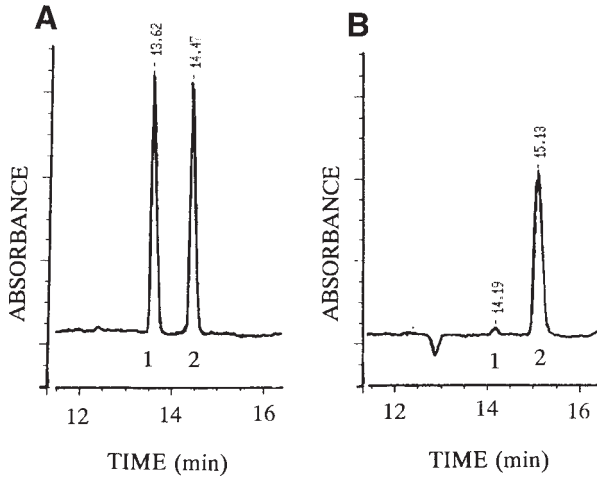 A
ABSORBANCE
13.62
14.47
1
2
12
14
16
TIME (min)
B
ABSORBANCE
14.19
15.13
1
2
12
14
16
TIME (min)